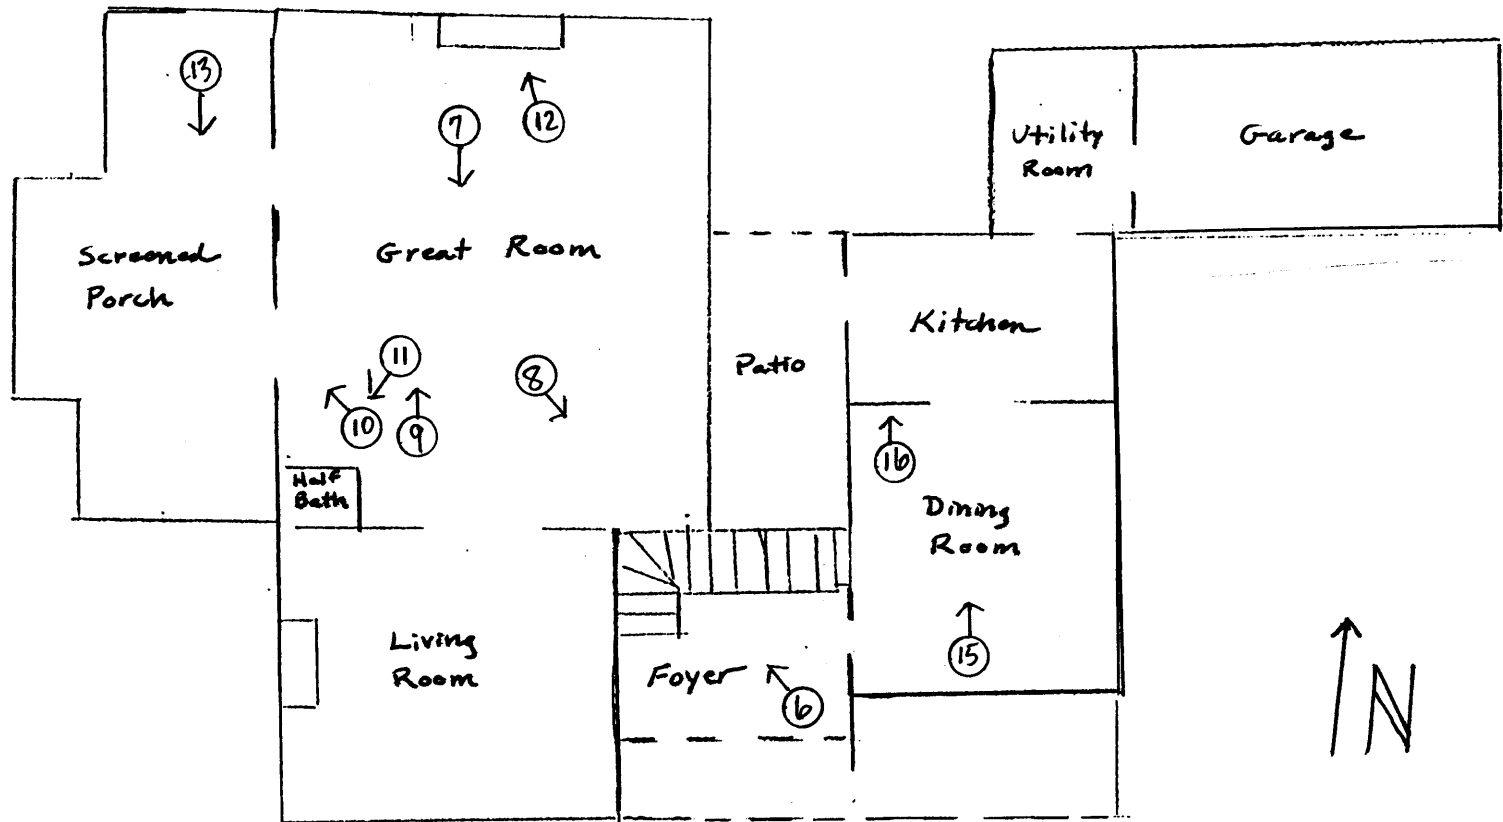 13
7
12
Utility
Room
Garage
Screened
Porch
Great Room
Kitchen
Patio
11
8
10
9
16
Half
Bath
Dining
Room
Living
Room
Foyer
15
6
N